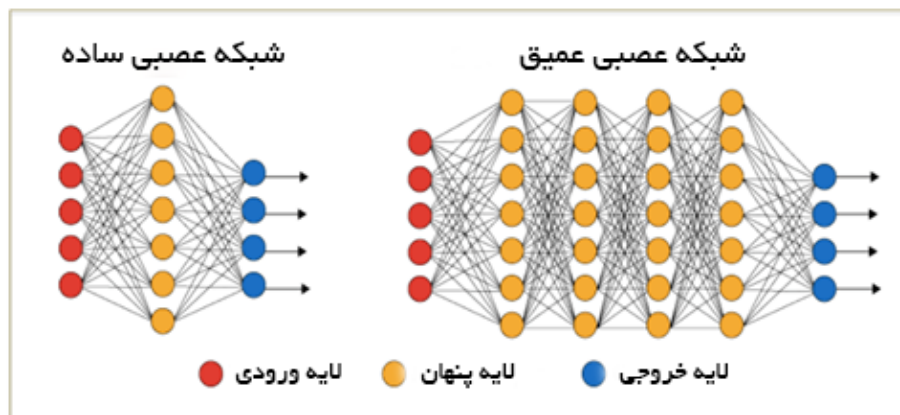 شبکه عصبی عمیق
شبکه عصبی ساده
لایه خروجی
لایه پنهان
لایه ورودی